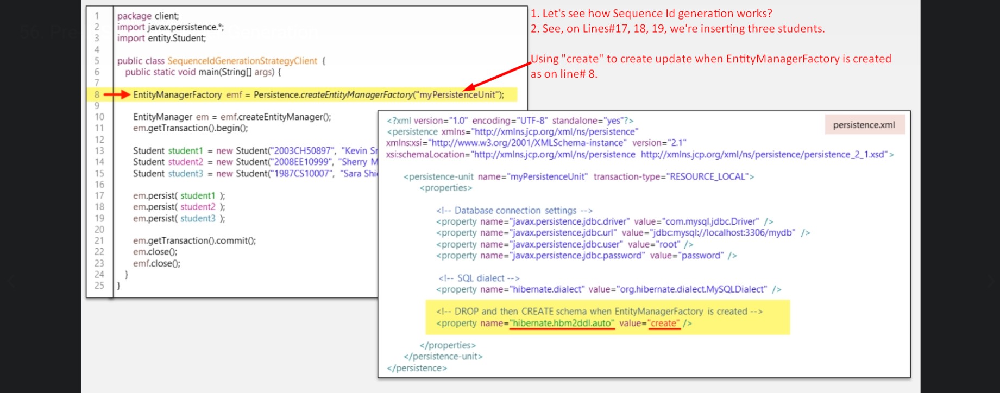 56. Pre
eneration
1 package client;
2 import javax.persistence.*;
3 import entity.Student;
4
5 public class SequenceIdGenerationStrategyClient {
6 public static void main(String[] args) {
7
8 EntityManagerFactory emf = Persistence.createEntityManagerFactory("myPersistenceUnit");
9
10 EntityManager em = emf.createEntityManager();
11 em.getTransaction().begin();
12
13 Student student1 = new Student("2003CH50897", "Kevin Sr
14 Student student2 = new Student("2008EE10999", "Sherry M
15 Student student3 = new Student("1987CS10007", "Sara Shi
16
17 em.persist( student1 );
18 em.persist( student2 );
19 em.persist( student3 );
20
21 em.getTransaction().commit();
22 em.close();
23 emf.close();
24 }
25 }
1. Let's see how Sequence Id generation works?
2. See, on Lines#17, 18, 19, we're inserting three students.
Using "create" to create update when EntityManagerFactory is created
as on line# 8.
persistence.xml
<?xml version="1.0" encoding="UTF-8" standalone="yes"?>
<persistence xmlns="http://xmlns.jcp.org/xml/ns/persistence"
xmlns:xsi="http://www.w3.org/2001/XMLSchema-instance" version="2.1"
xsi:schemaLocation="http://xmlns.jcp.org/xml/ns/persistence http://xmlns.jcp.org/xml/ns/persistence/persistence_2_1.xsd">
<persistence-unit name="myPersistenceUnit" transaction-type="RESOURCE_LOCAL">
<properties>
<!-- Database connection settings -->
<property name="javax.persistence.jdbc.driver" value="com.mysql.jdbc.Driver" />
<property name="javax.persistence.jdbc.url" value="jdbc:mysql://localhost:3306/mydb" />
<property name="javax.persistence.jdbc.user" value="root" />
<property name="javax.persistence.jdbc.password" value="password" />
<!-- SQL dialect -->
<property name="hibernate.dialect" value="org.hibernate.dialect.MySQLDialect" />
<!-- DROP and then CREATE schema when EntityManagerFactory is created -->
<property name="hibernate.hbm2ddl.auto" value="create" />
</properties>
</persistence-unit>
</persistence>